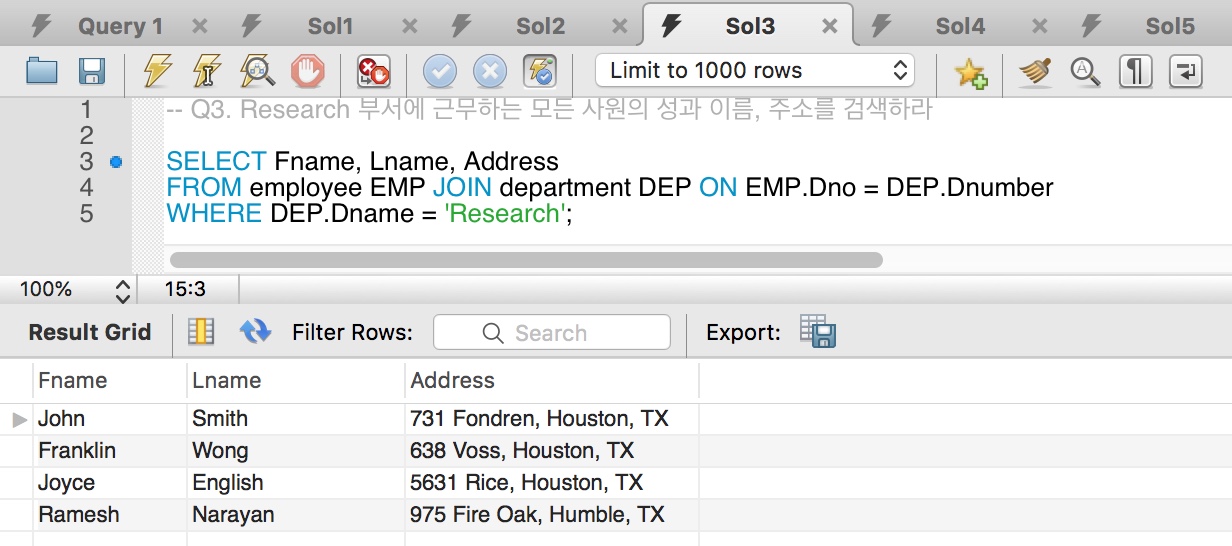 Query 1 Sol1 Sol2 Sol3 Sol4 Sol5
Limit to 1000 rows
1 -- Q3. Research 부서에 근무하는 모든 사원의 성과 이름, 주소를 검색하라
2
3 SELECT Fname, Lname, Address
4 FROM employee EMP JOIN department DEP ON EMP.Dno = DEP.Dnumber
5 WHERE DEP.Dname = 'Research';
100% 15:3
Result Grid Filter Rows: Search Export:
Fname Lname Address
John Smith 731 Fondren, Houston, TX
Franklin Wong 638 Voss, Houston, TX
Joyce English 5631 Rice, Houston, TX
Ramesh Narayan 975 Fire Oak, Humble, TX